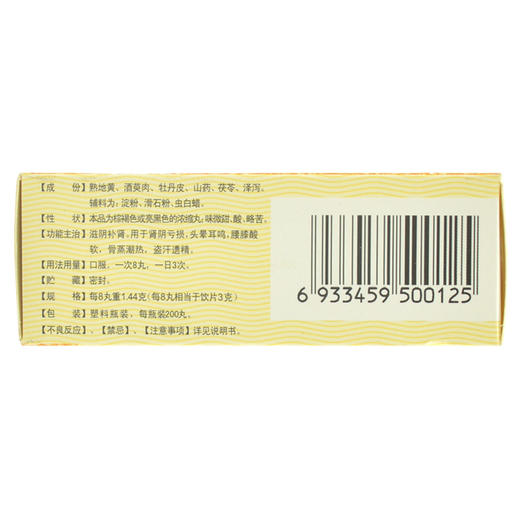 【成　份】熟地黄、酒萸肉、牡丹皮、山药、茯苓、泽泻。
辅料为：淀粉、滑石粉、虫白蜡。
【性　状】本品为棕褐色或亮黑色的浓缩丸；味微甜、酸、略苦。
【功能主治】滋阴补肾。用于肾阴亏损，头晕耳鸣，腰膝酸
软，骨蒸潮热，盗汗遗精。
【用法用量】口服。一次8丸，一日3次。
【贮　藏】密封。
【规　格】每8丸重1.44克（每8丸相当于饮片3克）
【包　装】塑料瓶装，每瓶装200丸。
【不良反应】、【禁忌】、【注意事项】详见说明书。
6 933459 500125